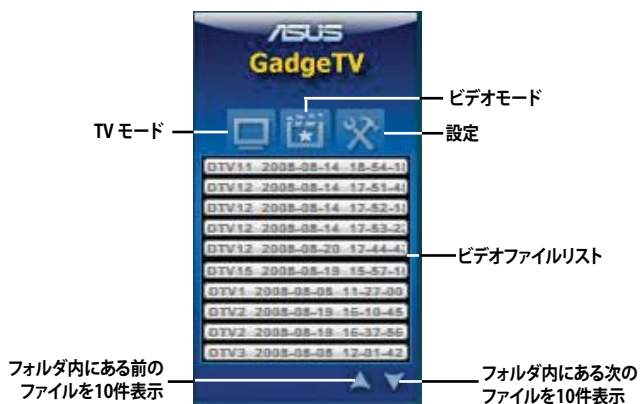 ASUS
GadgeTV
ビデオモード
TV モード
設定
DTV11 2008-08-14 18-54-1
DTV12 2008-08-14 17-51-4
DTV12 2008-08-14 17-52-1
DTV12 2008-08-14 17-53-2
DTV12 2008-08-20 17-44-4
ビデオファイルリスト
DTV15 2008-08-19 15-57-1
DTV1 2008-08-08 11-27-00
DTV2 2008-08-19 16-10-45
DTV2 2008-08-19 16-37-56
DTV3 2008-08-08 12-01-42
フォルダ内にある前の
ファイルを10件表示
フォルダ内にある次の
ファイルを10件表示